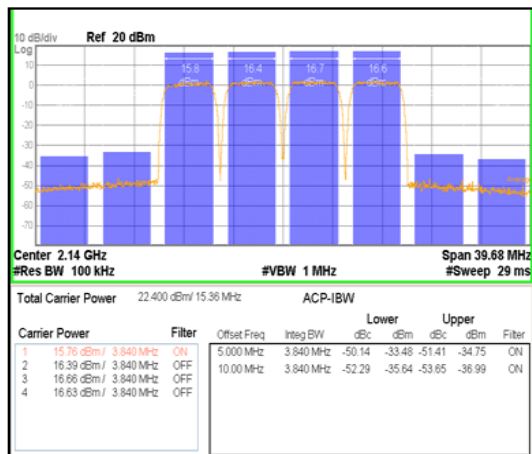 10 dB/div Ref 20 dBm
Log
10
0
-10
-20
-30
-40
-50
-60
-70
15.8 16.4 16.7 16.6
dBm dBm dBm dBm
Center 2.14 GHz Span 39.68 MHz
#Res BW 100 kHz #VBW 1 MHz #Sweep 29 ms
Total Carrier Power 22.400 dBm/ 15.36 MHz ACP-IBW
Lower Upper
Carrier Power Filter Offset Freq Integ BW dBc dBm dBc dBm Filter
1 15.76 dBm / 3.840 MHz ON 5.000 MHz 3.840 MHz -50.14 -33.48 -51.41 -34.75 ON
2 16.39 dBm / 3.840 MHz OFF 10.00 MHz 3.840 MHz -52.29 -35.64 -53.65 -36.99 ON
3 16.66 dBm / 3.840 MHz OFF
4 16.63 dBm / 3.840 MHz OFF